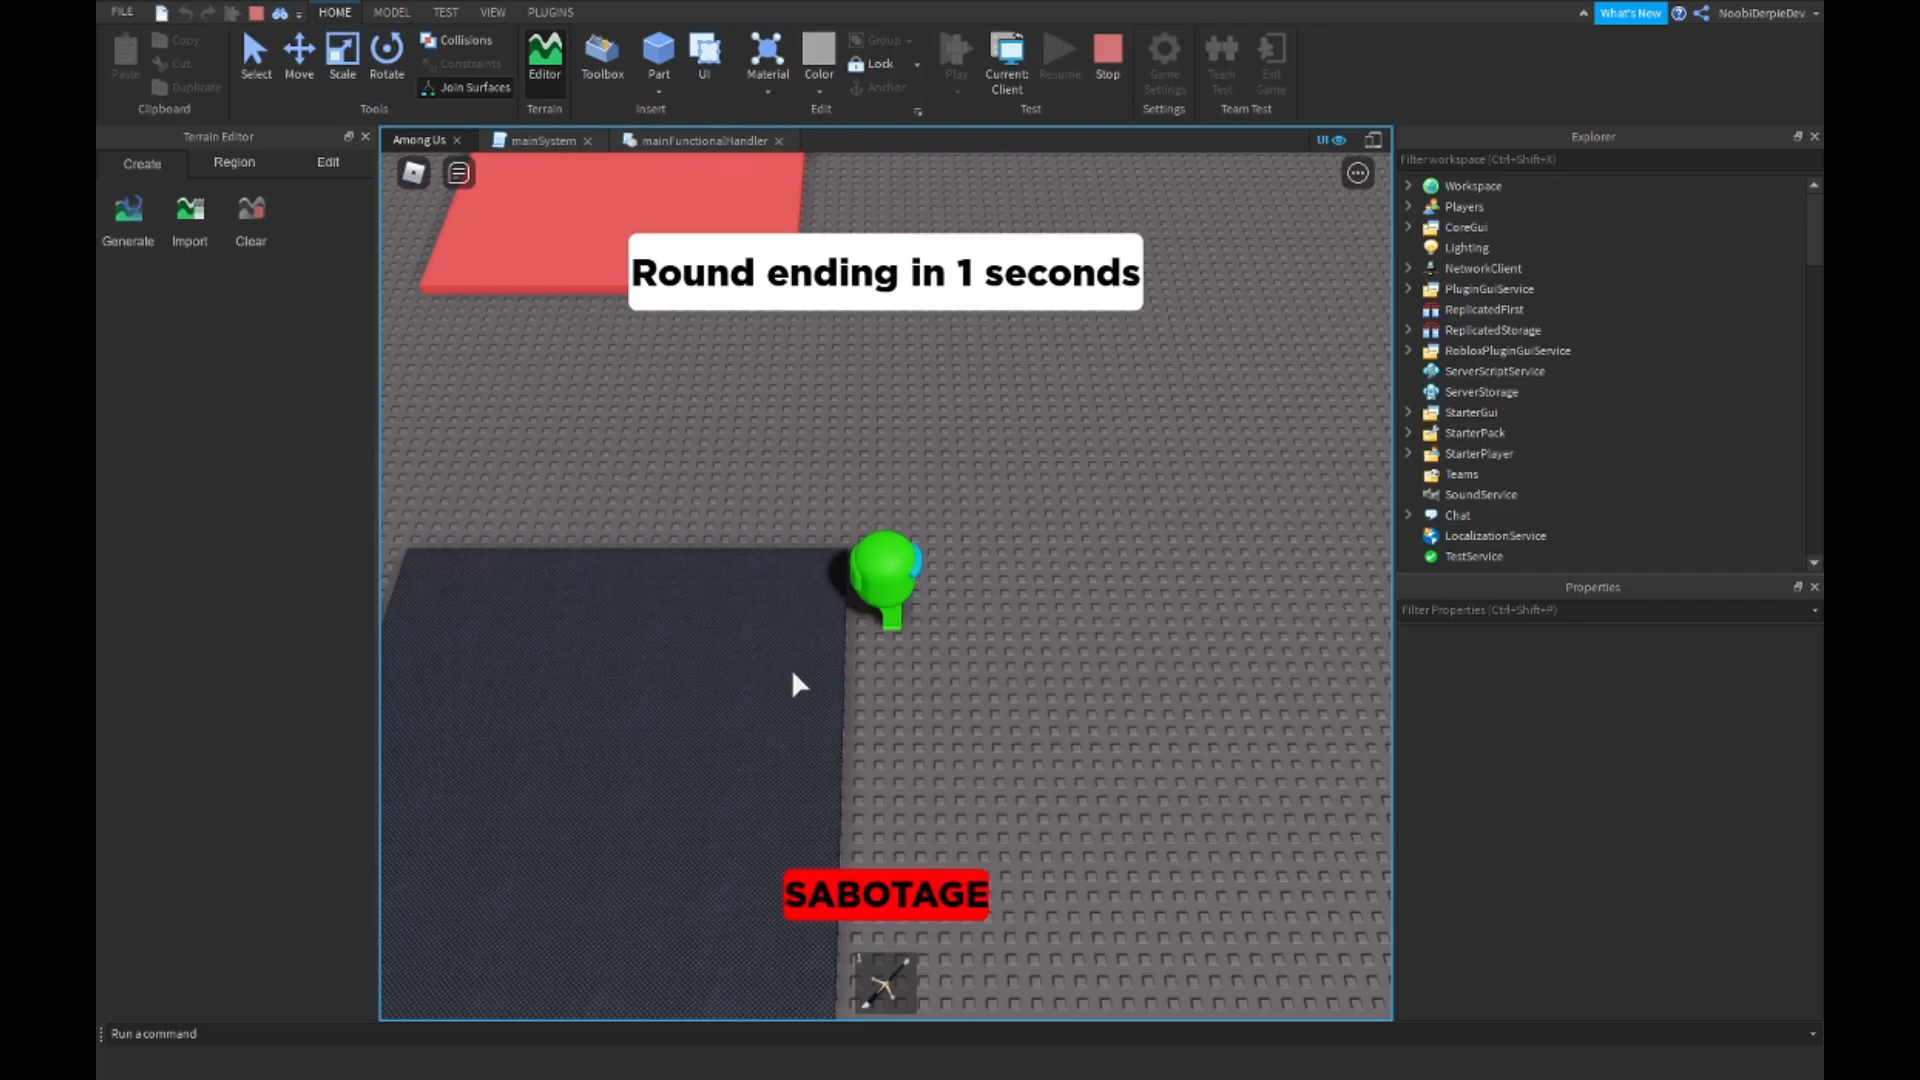 FILE HOME MODEL TEST VIEW PLUGINS What's New NoobiDerpieDev
Paste Copy Cut Duplicate Clipboard
Select Move Scale Rotate Collisions Constraints Join Surfaces Tools
Editor Terrain
Toolbox Part UI Insert
Material Color Group Lock Anchor Edit
Play Current: Client Resume Stop Test
Game Settings Settings
Team Test Exit Game Team Test
Terrain Editor
Create Region Edit
Generate Import Clear
Among Us mainSystem mainFunctionalHandler UI
Round ending in 1 seconds
SABOTAGE
1
Explorer
Filter workspace (Ctrl+Shift+X)
Workspace
Players
CoreGui
Lighting
NetworkClient
PluginGuiService
ReplicatedFirst
ReplicatedStorage
RobloxPluginGuiService
ServerScriptService
ServerStorage
StarterGui
StarterPack
StarterPlayer
Teams
SoundService
Chat
LocalizationService
TestService
Properties
Filter Properties (Ctrl+Shift+P)
Run a command